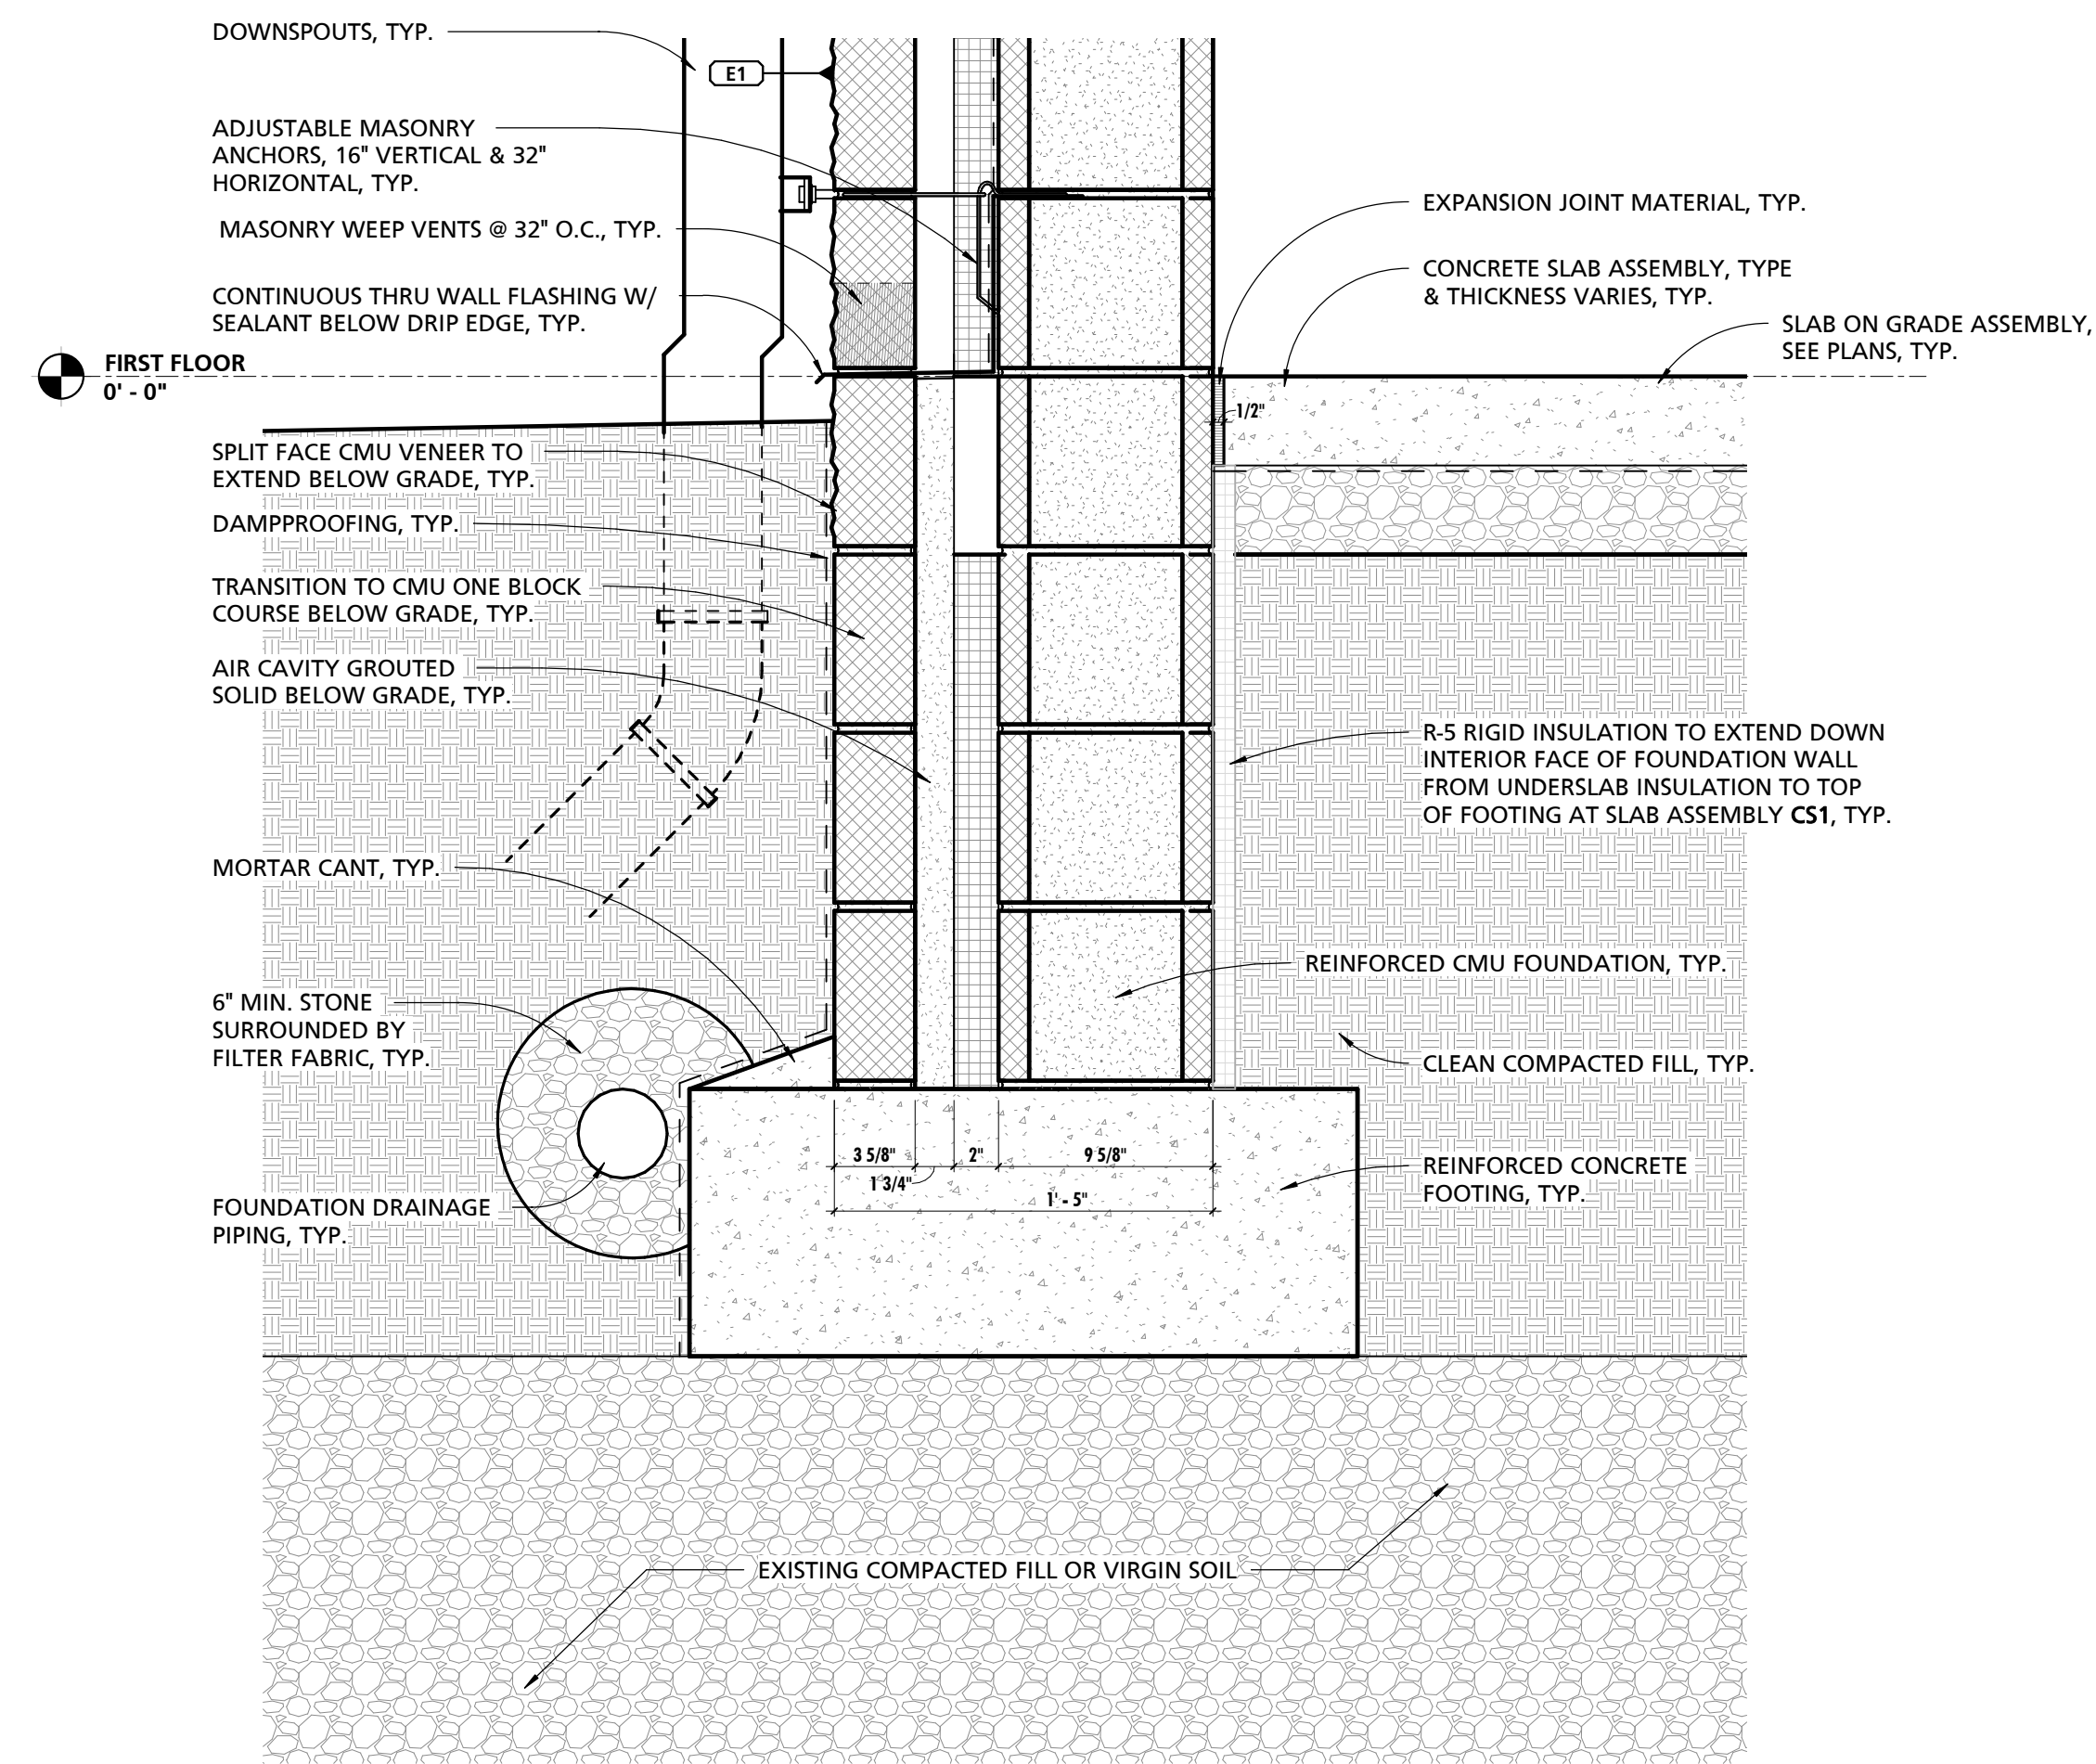 DOWNSPOUTS, TYP.
E1
ADJUSTABLE MASONRY
ANCHORS, 16" VERTICAL & 32"
HORIZONTAL, TYP.
MASONRY WEEP VENTS @ 32" O.C., TYP.
CONTINUOUS THRU WALL FLASHING W/
SEALANT BELOW DRIP EDGE, TYP.
FIRST FLOOR
0' - 0"
SPLIT FACE CMU VENEER TO
EXTEND BELOW GRADE, TYP.
DAMPPROOFING, TYP.
TRANSITION TO CMU ONE BLOCK
COURSE BELOW GRADE, TYP.
AIR CAVITY GROUTED
SOLID BELOW GRADE, TYP.
MORTAR CANT, TYP.
6" MIN. STONE
SURROUNDED BY
FILTER FABRIC, TYP.
FOUNDATION DRAINAGE
PIPING, TYP.
EXPANSION JOINT MATERIAL, TYP.
CONCRETE SLAB ASSEMBLY, TYPE
& THICKNESS VARIES, TYP.
SLAB ON GRADE ASSEMBLY,
SEE PLANS, TYP.
1/2"
R-5 RIGID INSULATION TO EXTEND DOWN
INTERIOR FACE OF FOUNDATION WALL
FROM UNDERSLAB INSULATION TO TOP
OF FOOTING AT SLAB ASSEMBLY CS1, TYP.
REINFORCED CMU FOUNDATION, TYP.
CLEAN COMPACTED FILL, TYP.
REINFORCED CONCRETE
FOOTING, TYP.
3 5/8"
1 3/4"
2"
9 5/8"
1' - 5"
EXISTING COMPACTED FILL OR VIRGIN SOIL